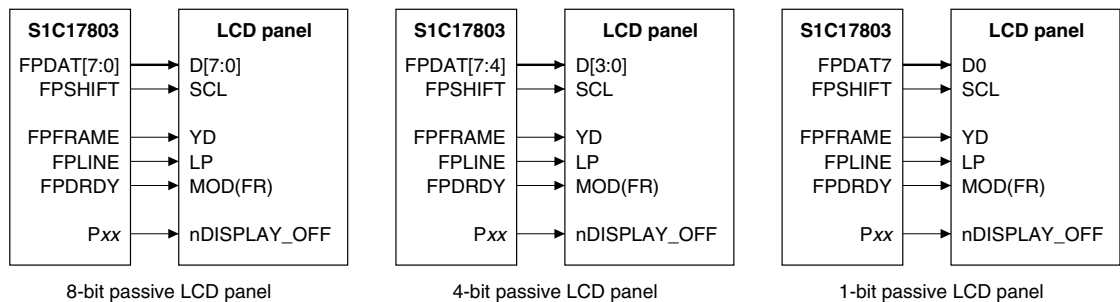 S1C17803 LCD panel
FPDAT[7:0] D[7:0]
FPSHIFT SCL
FPFRAME YD
FPLINE LP
FPDRDY MOD(FR)
Pxx nDISPLAY_OFF
8-bit passive LCD panel
S1C17803 LCD panel
FPDAT[7:4] D[3:0]
FPSHIFT SCL
FPFRAME YD
FPLINE LP
FPDRDY MOD(FR)
Pxx nDISPLAY_OFF
4-bit passive LCD panel
S1C17803 LCD panel
FPDAT7 D0
FPSHIFT SCL
FPFRAME YD
FPLINE LP
FPDRDY MOD(FR)
Pxx nDISPLAY_OFF
1-bit passive LCD panel